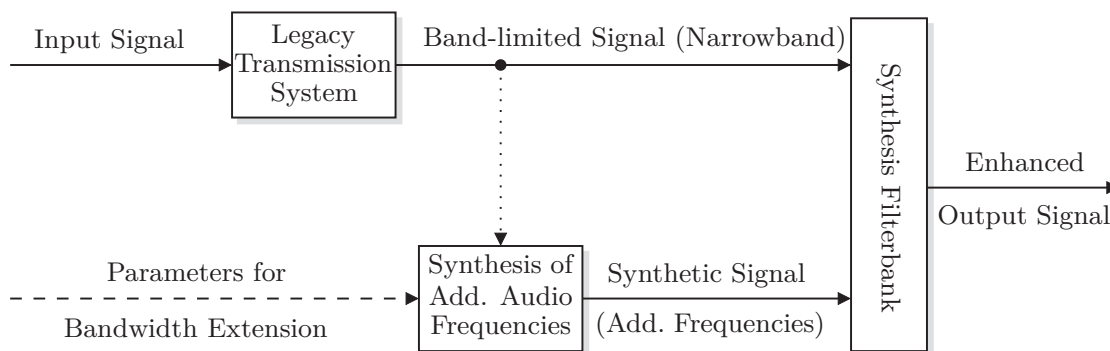 Input Signal
Legacy
Transmission
System
Band-limited Signal (Narrowband)
Synthesis Filterbank
Enhanced
Output Signal
Parameters for
Bandwidth Extension
Synthesis of
Add. Audio
Frequencies
Synthetic Signal
(Add. Frequencies)